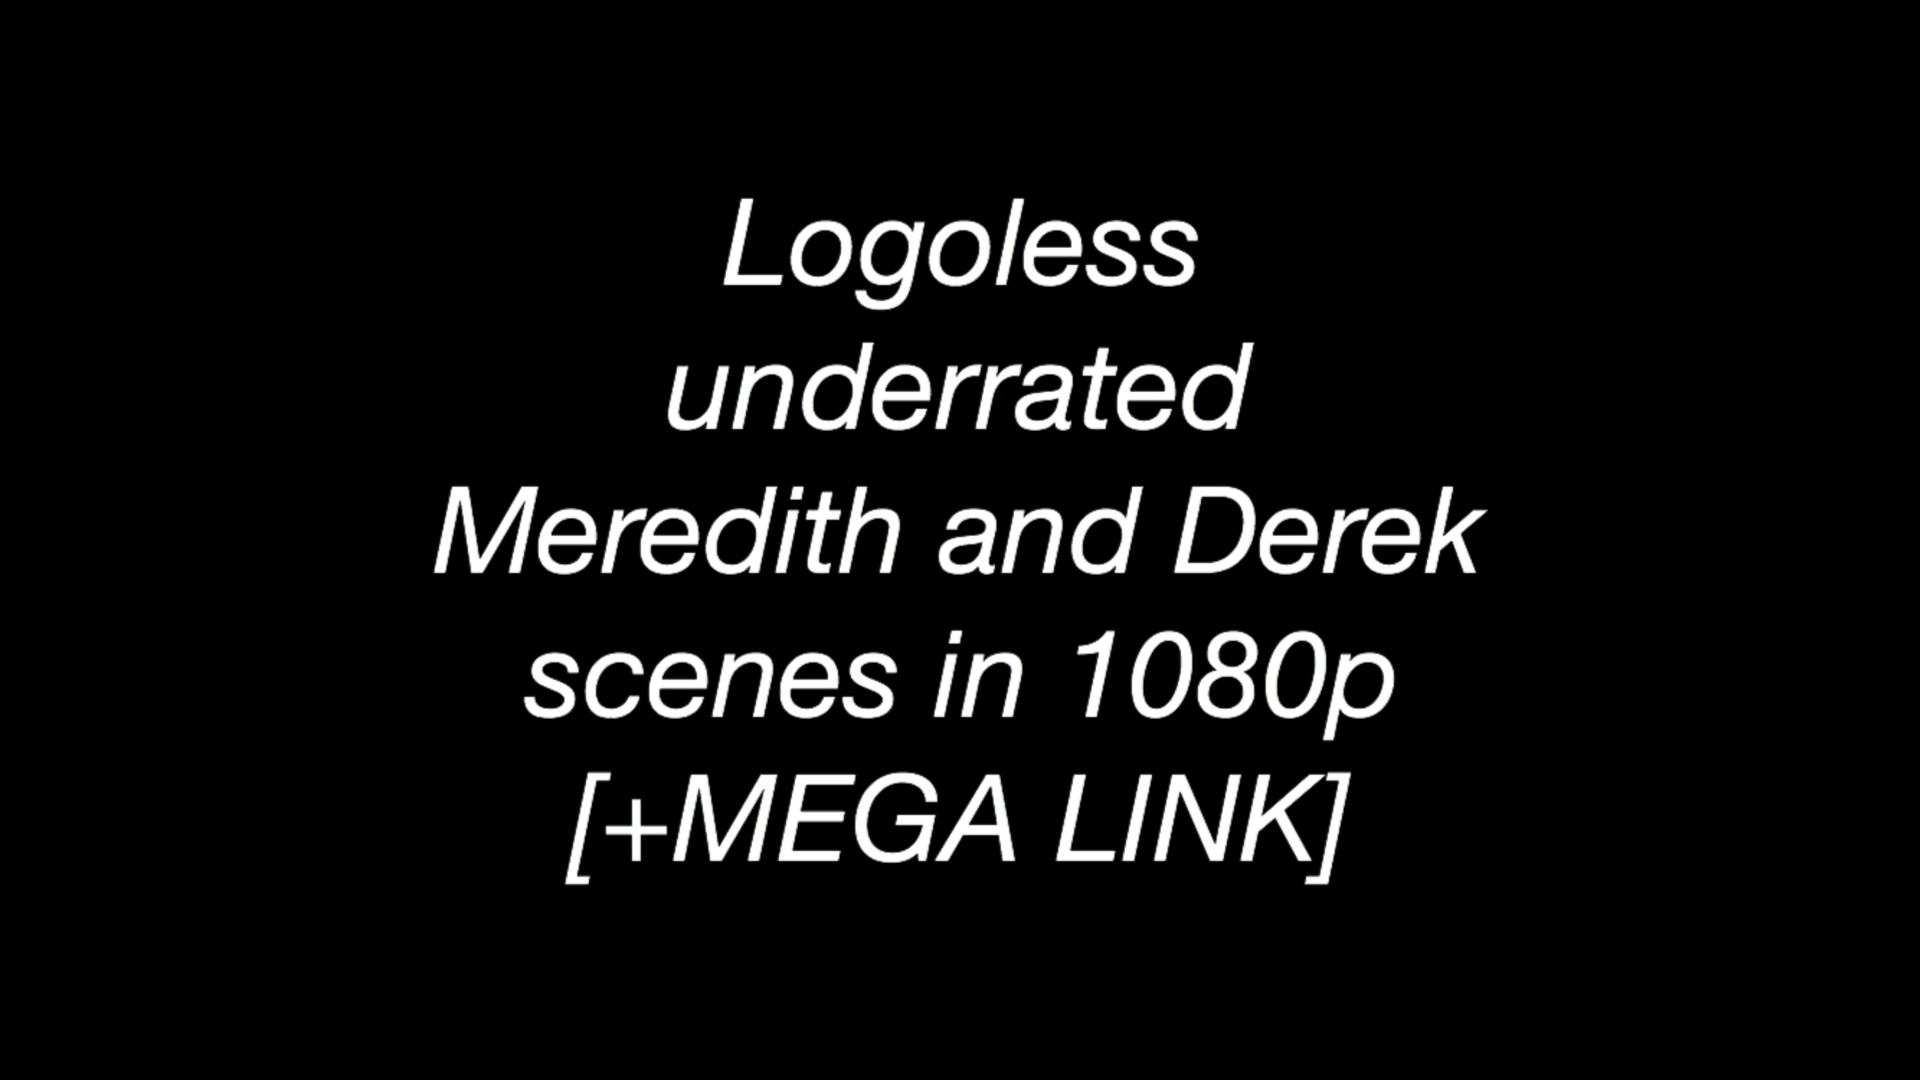 Logoless
underrated
Meredith and Derek
scenes in 1080p
[+MEGA LINK]